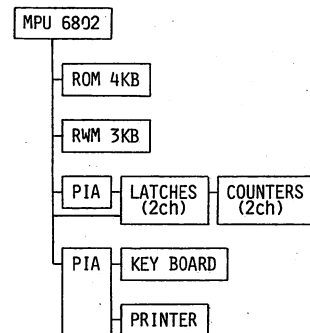 MPU 6802
ROM 4KB
RWM 3KB
PIA LATCHES (2ch) COUNTERS (2ch)
PIA KEY BOARD
PRINTER